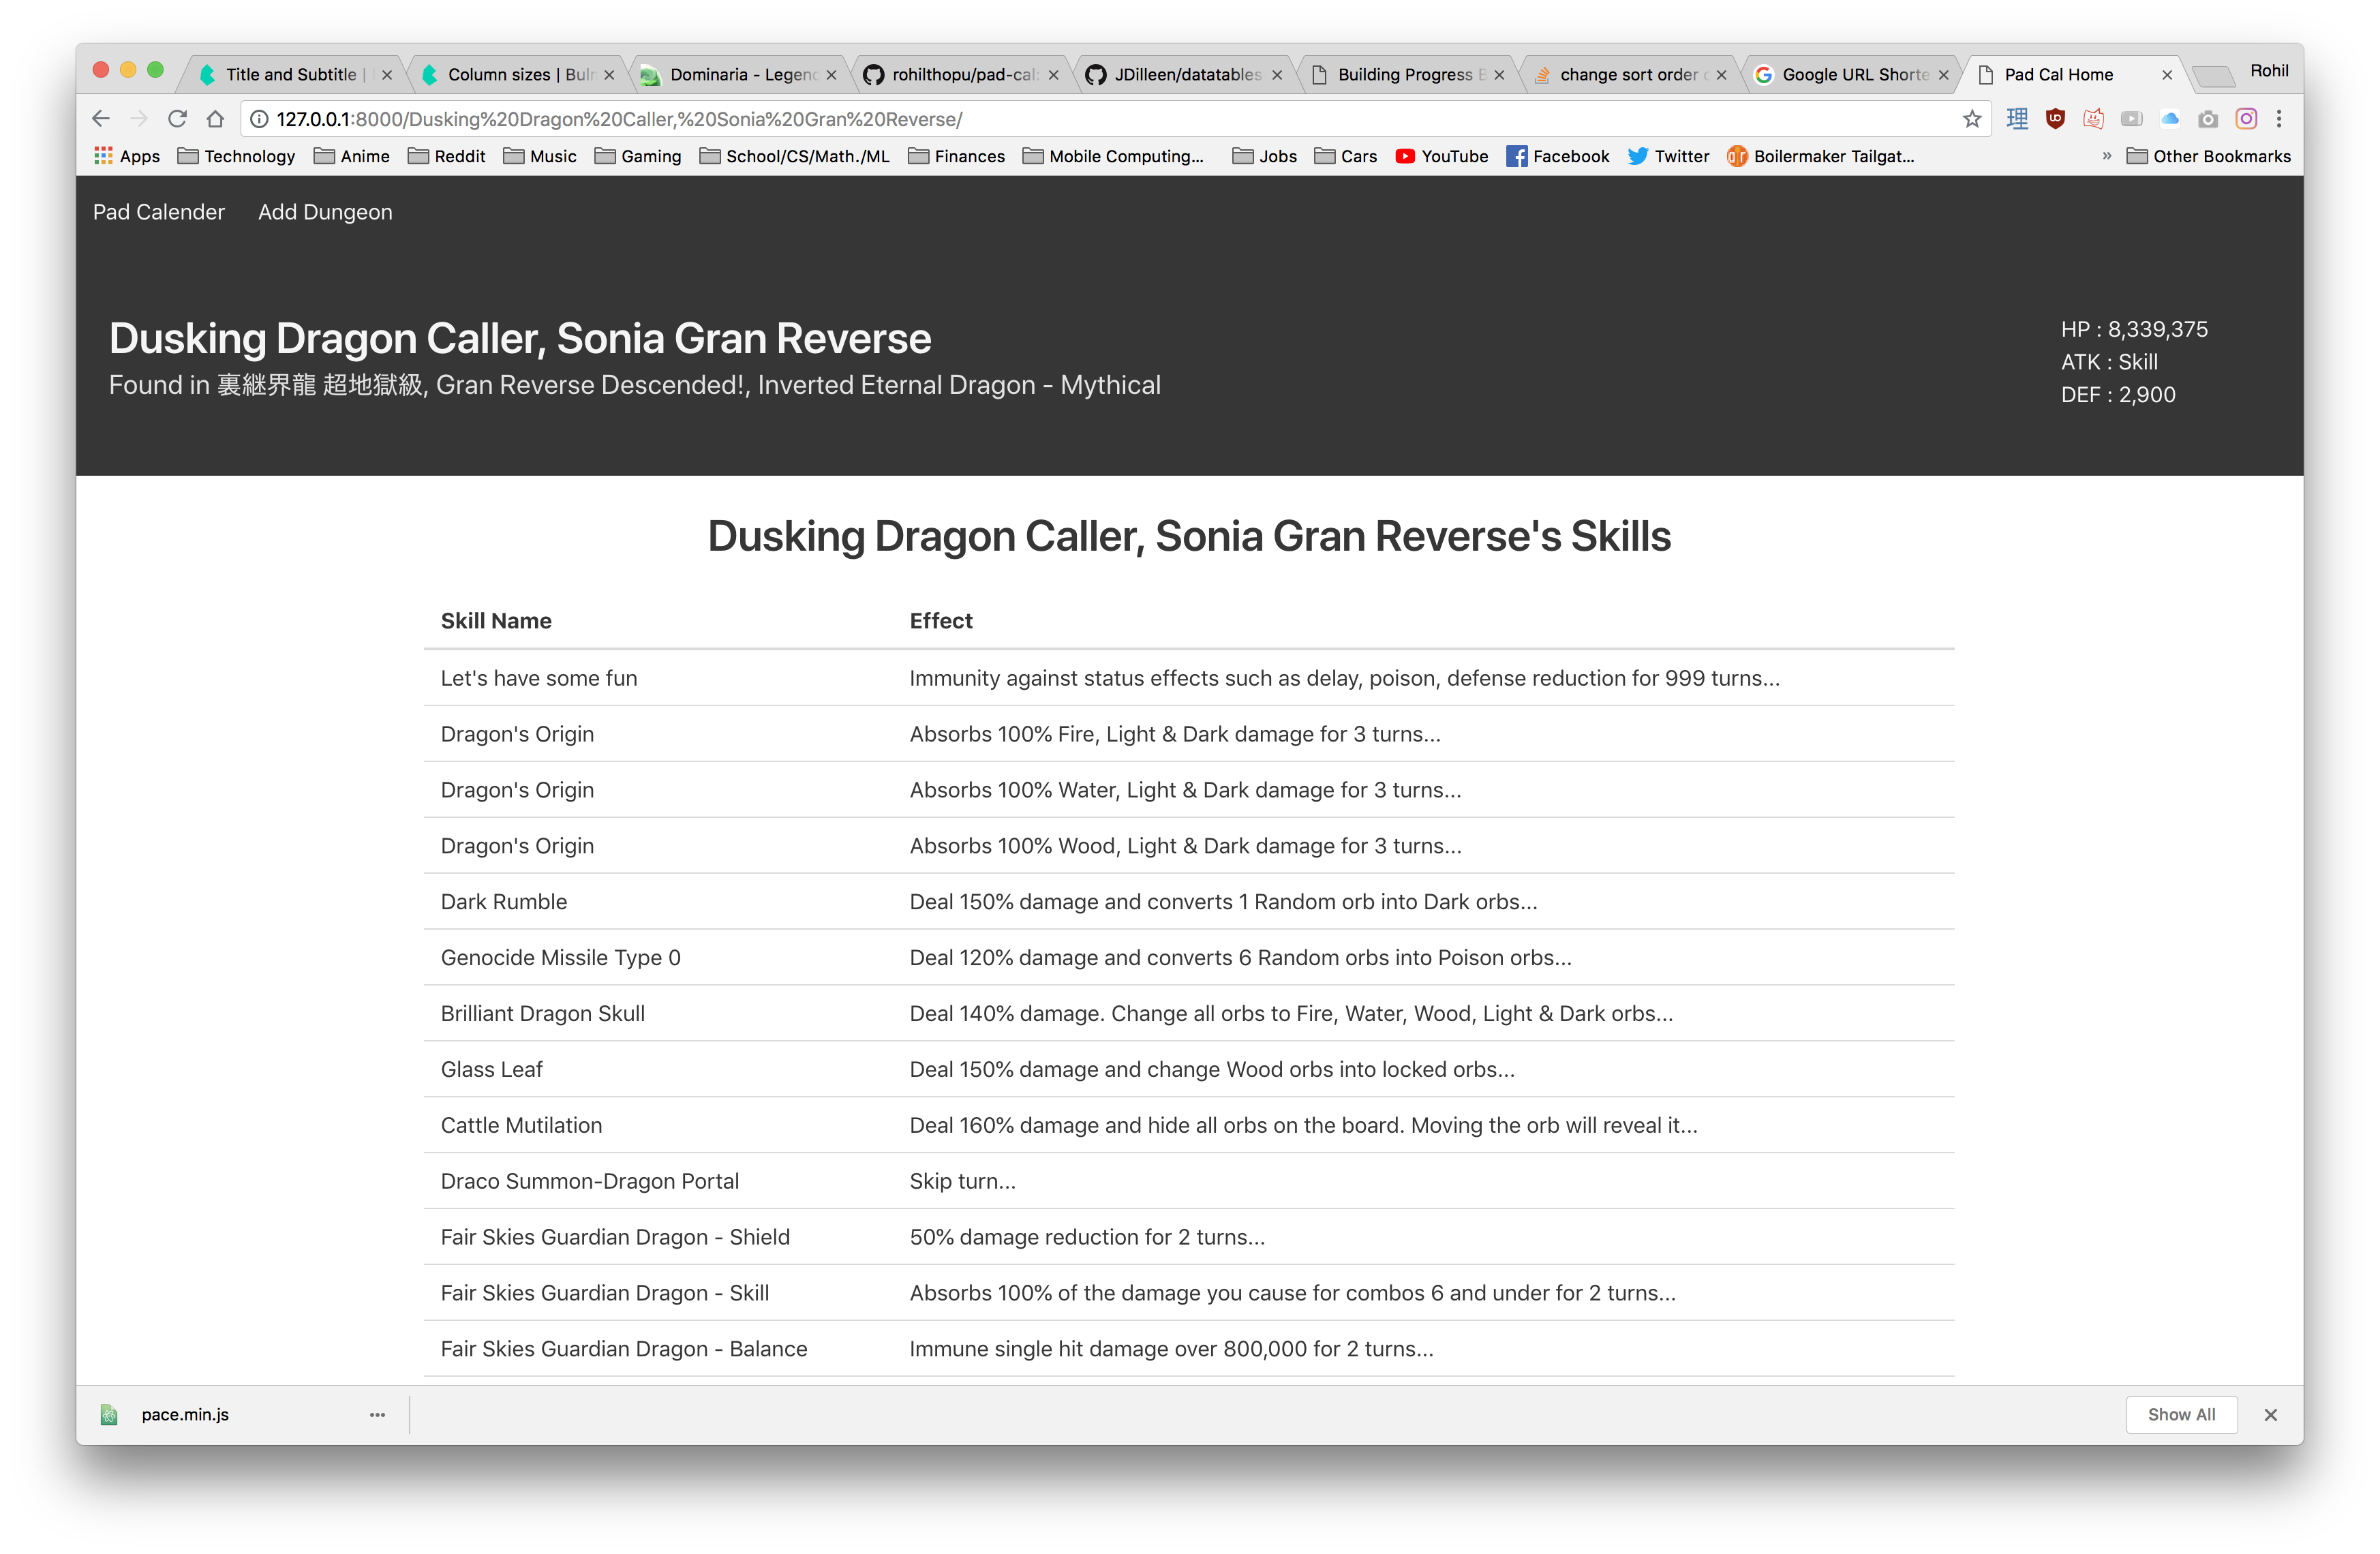 Title and Subtitle |
Column sizes | Bul
Dominaria - Legend
rohilthopu/pad-cal
JDilleen/datatables
Building Progress B
change sort order
Google URL Shorte
Pad Cal Home
Rohil
127.0.0.1:8000/Dusking%20Dragon%20Caller,%20Sonia%20Gran%20Reverse/
Apps Technology Anime Reddit Music Gaming School/CS/Math./ML Finances Mobile Computing... Jobs Cars YouTube Facebook Twitter Boilermaker Tailgat... » Other Bookmarks
Pad Calender Add Dungeon
Dusking Dragon Caller, Sonia Gran Reverse
Found in 裏継界龍 超地獄級, Gran Reverse Descended!, Inverted Eternal Dragon - Mythical
HP : 8,339,375
ATK : Skill
DEF : 2,900
Dusking Dragon Caller, Sonia Gran Reverse's Skills
Skill Name Effect
Let's have some fun Immunity against status effects such as delay, poison, defense reduction for 999 turns...
Dragon's Origin Absorbs 100% Fire, Light & Dark damage for 3 turns...
Dragon's Origin Absorbs 100% Water, Light & Dark damage for 3 turns...
Dragon's Origin Absorbs 100% Wood, Light & Dark damage for 3 turns...
Dark Rumble Deal 150% damage and converts 1 Random orb into Dark orbs...
Genocide Missile Type 0 Deal 120% damage and converts 6 Random orbs into Poison orbs...
Brilliant Dragon Skull Deal 140% damage. Change all orbs to Fire, Water, Wood, Light & Dark orbs...
Glass Leaf Deal 150% damage and change Wood orbs into locked orbs...
Cattle Mutilation Deal 160% damage and hide all orbs on the board. Moving the orb will reveal it...
Draco Summon-Dragon Portal Skip turn...
Fair Skies Guardian Dragon - Shield 50% damage reduction for 2 turns...
Fair Skies Guardian Dragon - Skill Absorbs 100% of the damage you cause for combos 6 and under for 2 turns...
Fair Skies Guardian Dragon - Balance Immune single hit damage over 800,000 for 2 turns...
pace.min.js
Show All